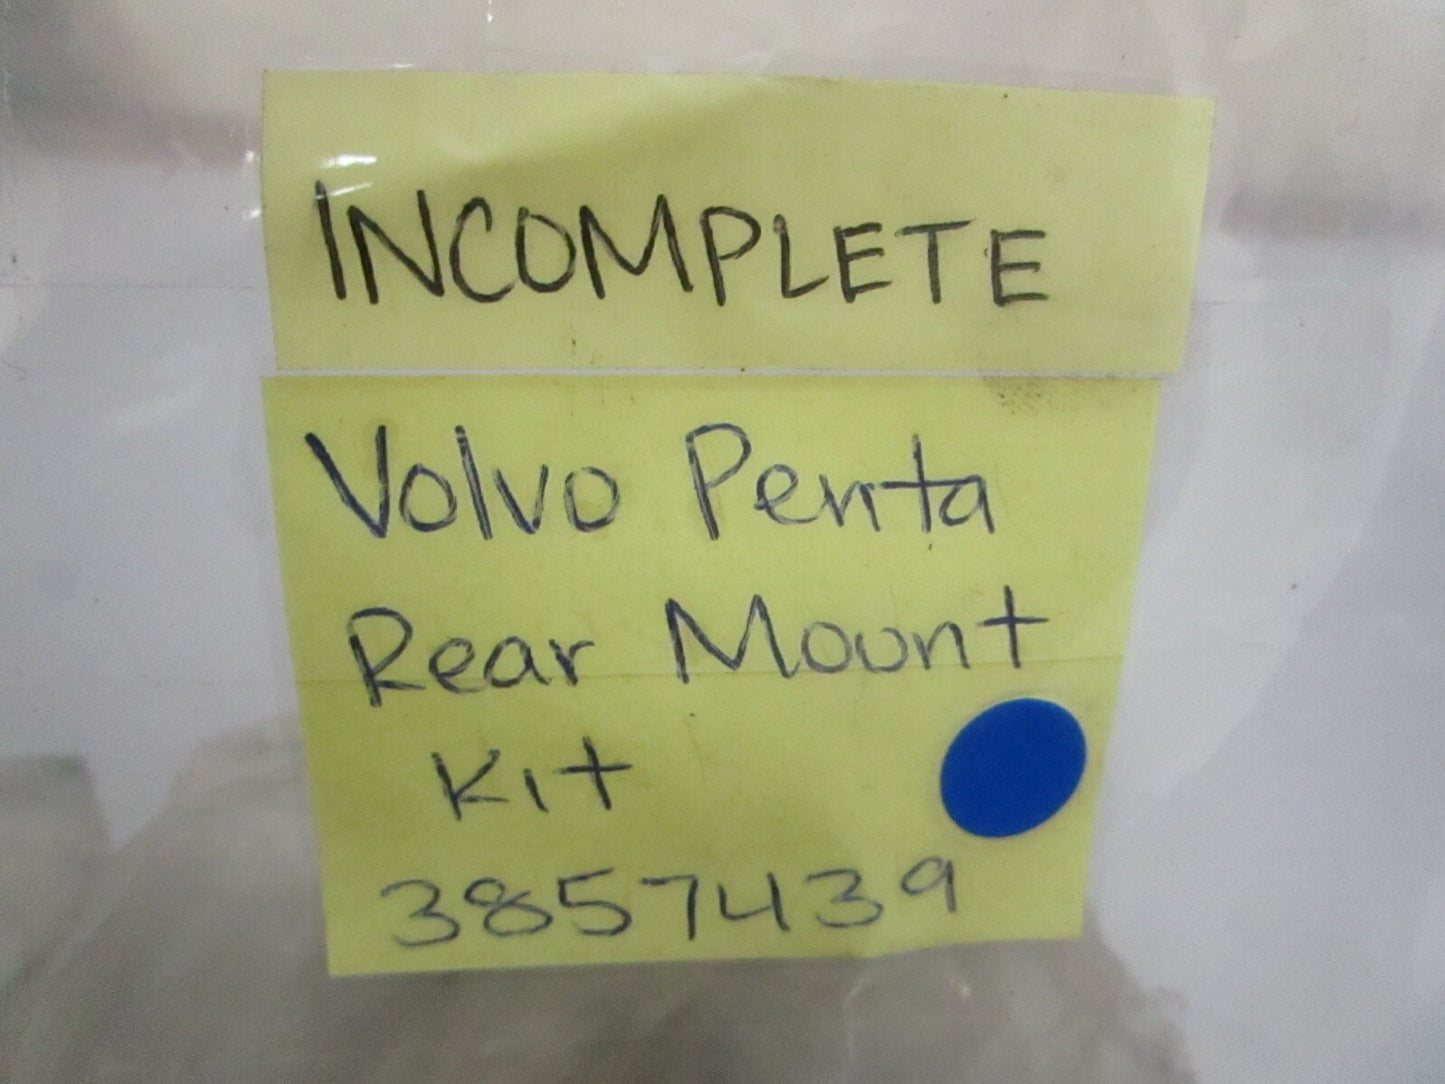 INCOMPLETE
Volvo Penta
Rear Mount
Kit
3857439